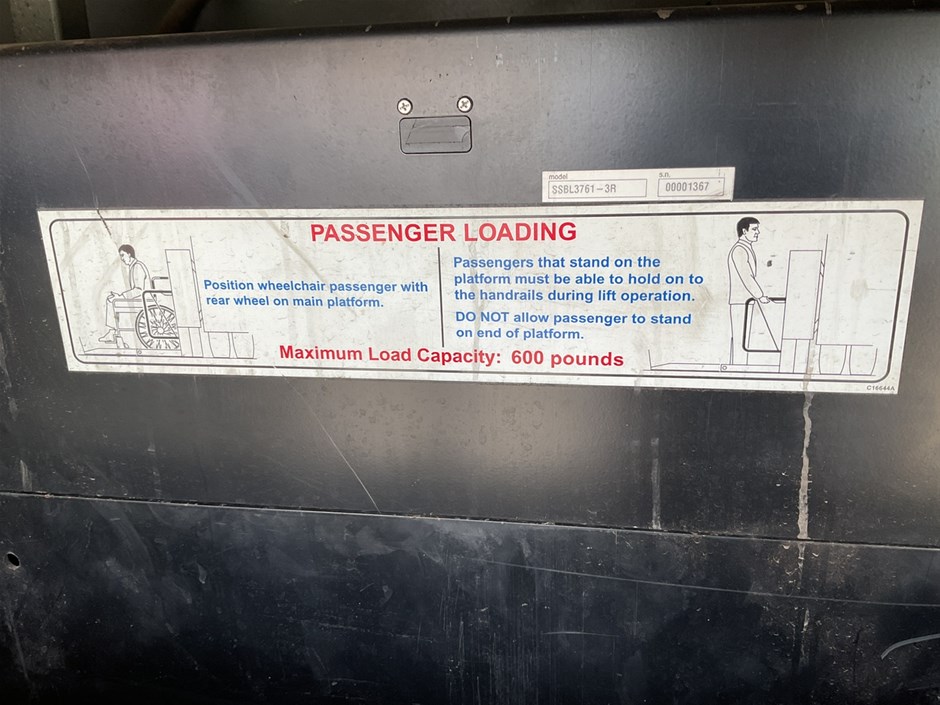 model s.n.
SSBL3761-3R 00001367
PASSENGER LOADING
Position wheelchair passenger with
rear wheel on main platform.
Passengers that stand on the
platform must be able to hold on to
the handrails during lift operation.
DO NOT allow passenger to stand
on end of platform.
Maximum Load Capacity: 600 pounds
C16644A